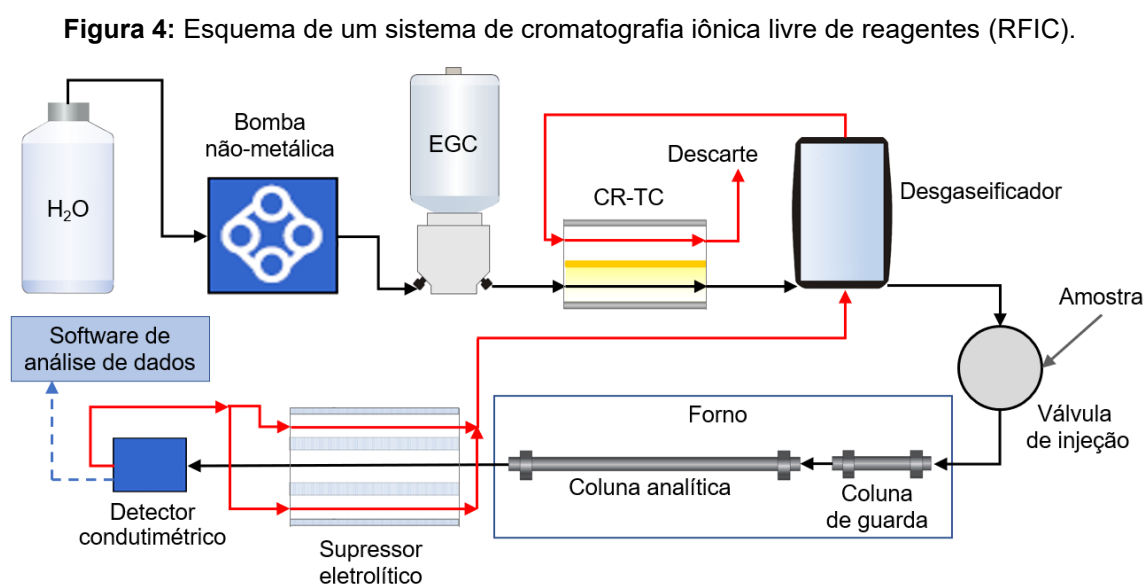 Figura 4: Esquema de um sistema de cromatografia iônica livre de reagentes (RFIC).
H₂O
Bomba
não-metálica
EGC
CR-TC
Descarte
Desgaseificador
Amostra
Válvula
de injeção
Forno
Coluna
de guarda
Coluna analítica
Supressor
eletrolítico
Detector
condutimétrico
Software de
análise de dados